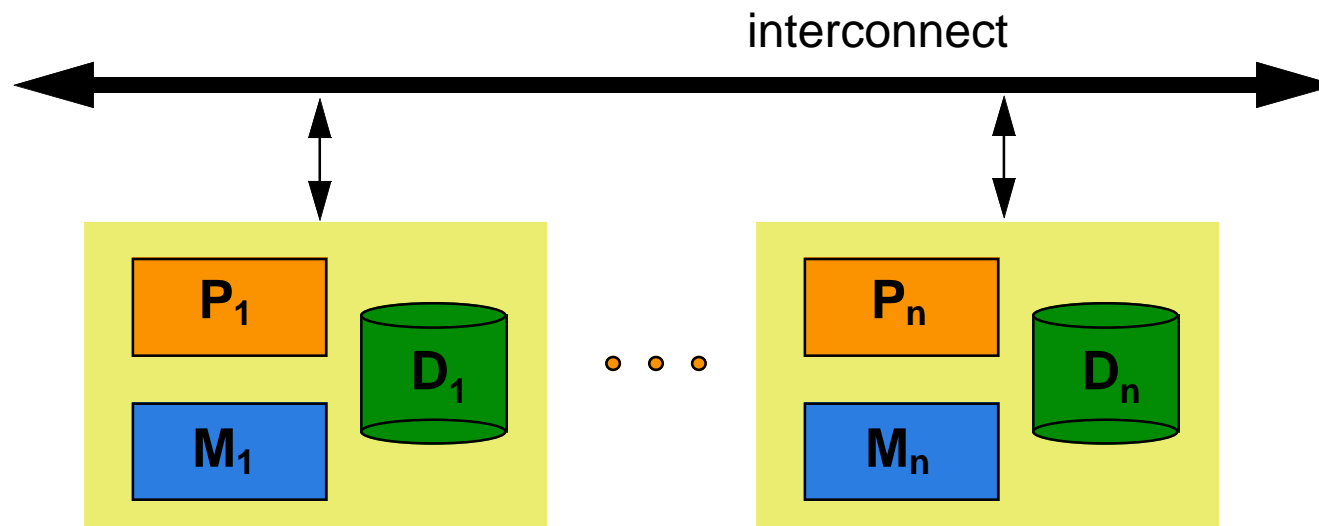 interconnect
P₁
D₁
M₁
Pₙ
Dₙ
Mₙ